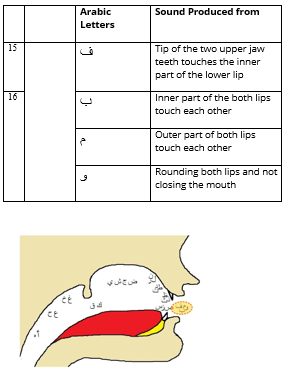 Arabic
Letters
Sound Produced from
15
ف
Tip of the two upper jaw
teeth touches the inner
part of the lower lip
16
ب
Inner part of the both lips
touch each other
م
Outer part of both lips
touch each other
و
Rounding both lips and not
closing the mouth
ض ج ش ي
غ خ
ق ك
ع ح